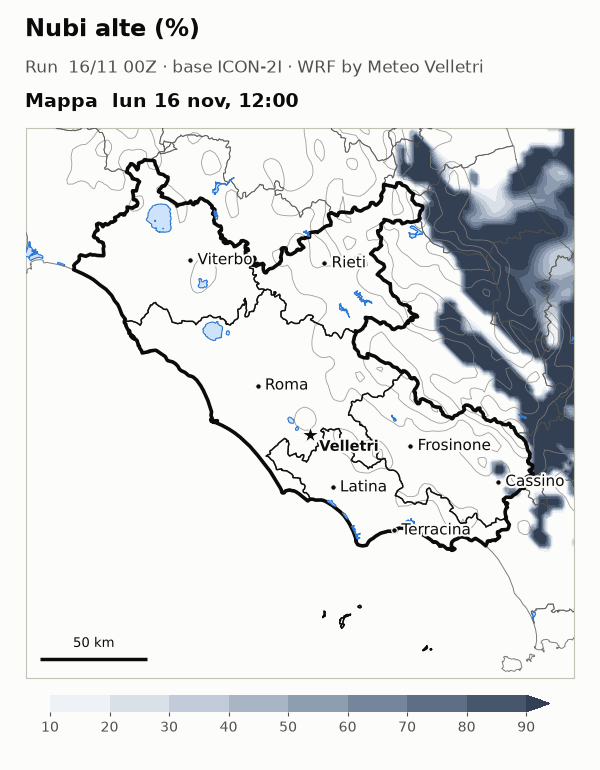 Nubi alte (%)
Run 16/11 00Z · base ICON-2I · WRF by Meteo Velletri
Mappa lun 16 nov, 12:00
Viterbo
Rieti
Roma
Velletri
Frosinone
Cassino
Latina
Terracina
50 km
10 20 30 40 50 60 70 80 90